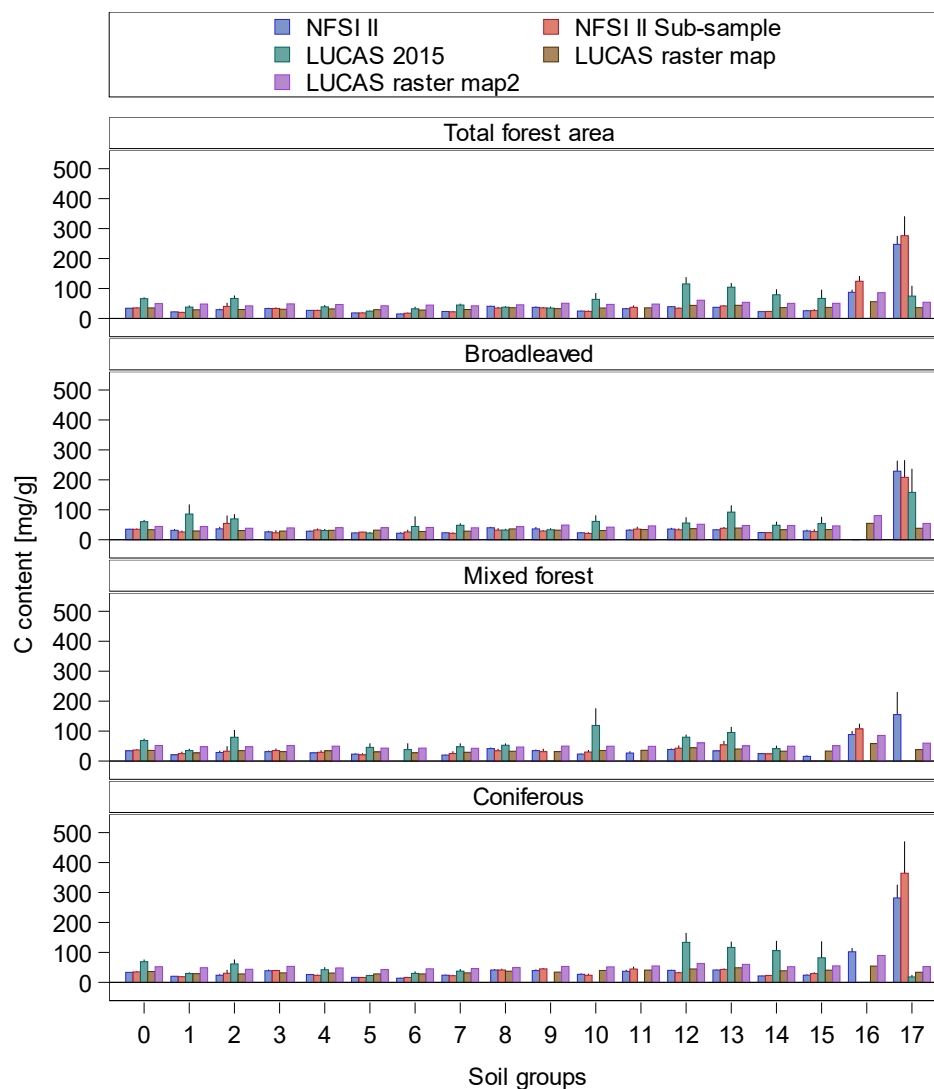 NFSI II NFSI II Sub-sample
LUCAS 2015 LUCAS raster map
LUCAS raster map2
Total forest area
500
400
300
200
100
0
Broadleaved
500
400
300
200
100
0
Mixed forest
500
400
300
200
100
0
Coniferous
500
400
300
200
100
0
C content [mg/g]
0 1 2 3 4 5 6 7 8 9 10 11 12 13 14 15 16 17
Soil groups